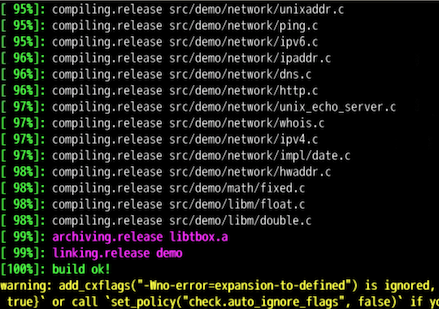 [ 95%]: compiling.release src/demo/network/unixaddr.c
[ 95%]: compiling.release src/demo/network/ping.c
[ 95%]: compiling.release src/demo/network/ipv6.c
[ 96%]: compiling.release src/demo/network/ipaddr.c
[ 96%]: compiling.release src/demo/network/dns.c
[ 96%]: compiling.release src/demo/network/http.c
[ 97%]: compiling.release src/demo/network/unix_echo_server.c
[ 97%]: compiling.release src/demo/network/whois.c
[ 97%]: compiling.release src/demo/network/ipv4.c
[ 97%]: compiling.release src/demo/network/impl/date.c
[ 98%]: compiling.release src/demo/network/hwaddr.c
[ 98%]: compiling.release src/demo/math/fixed.c
[ 98%]: compiling.release src/demo/libm/float.c
[ 98%]: compiling.release src/demo/libm/double.c
[ 99%]: archiving.release libtbox.a
[ 99%]: linking.release demo
[100%]: build ok!
warning: add_cxflags("-Wno-error=expansion-to-defined") is ignored,
true}` or call `set_policy("check.auto_ignore_flags", false)` if yo